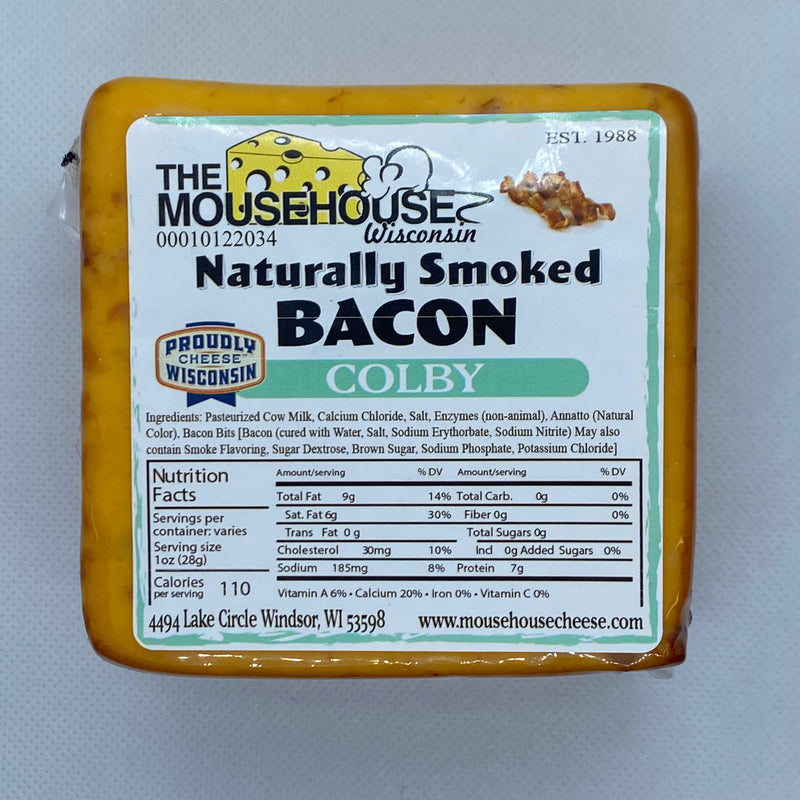 EST. 1988
THE
MOUSEHOUSE
00010122034
Wisconsin
Naturally Smoked
BACON
PROUDLY
CHEESE™
WISCONSIN
COLBY
Ingredients: Pasteurized Cow Milk, Calcium Chloride, Salt, Enzymes (non-animal), Annatto (Natural
Color), Bacon Bits [Bacon (cured with Water, Salt, Sodium Erythorbate, Sodium Nitrite) May also
contain Smoke Flavoring, Sugar Dextrose, Brown Sugar, Sodium Phosphate, Potassium Chloride]
Nutrition
Facts
Servings per
container: varies
Serving size
1oz (28g)
Calories
per serving 110
Amount/serving % DV Amount/serving % DV
Total Fat 9g 14% Total Carb. 0g 0%
Sat. Fat 6g 30% Fiber 0g 0%
Trans Fat 0 g Total Sugars 0g
Cholesterol 30mg 10% Incl 0g Added Sugars 0%
Sodium 185mg 8% Protein 7g
Vitamin A 6% • Calcium 20% • Iron 0% • Vitamin C 0%
4494 Lake Circle Windsor, WI 53598 www.mousehousecheese.com